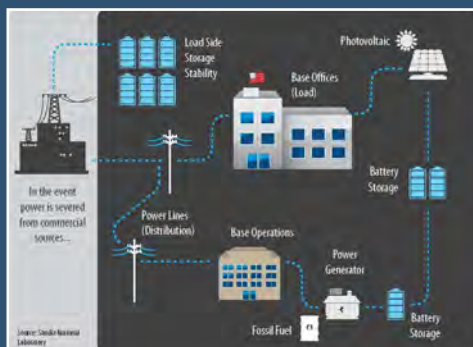 Load Side
Storage
Stability
Photovoltaic
Base Offices
(Load)
In the event
power is severed
from commercial
sources...
Battery
Storage
Power Lines
(Distribution)
Base Operations
Power
Generator
Fossil Fuel
Battery
Storage
Source: Sandia National
Laboratory